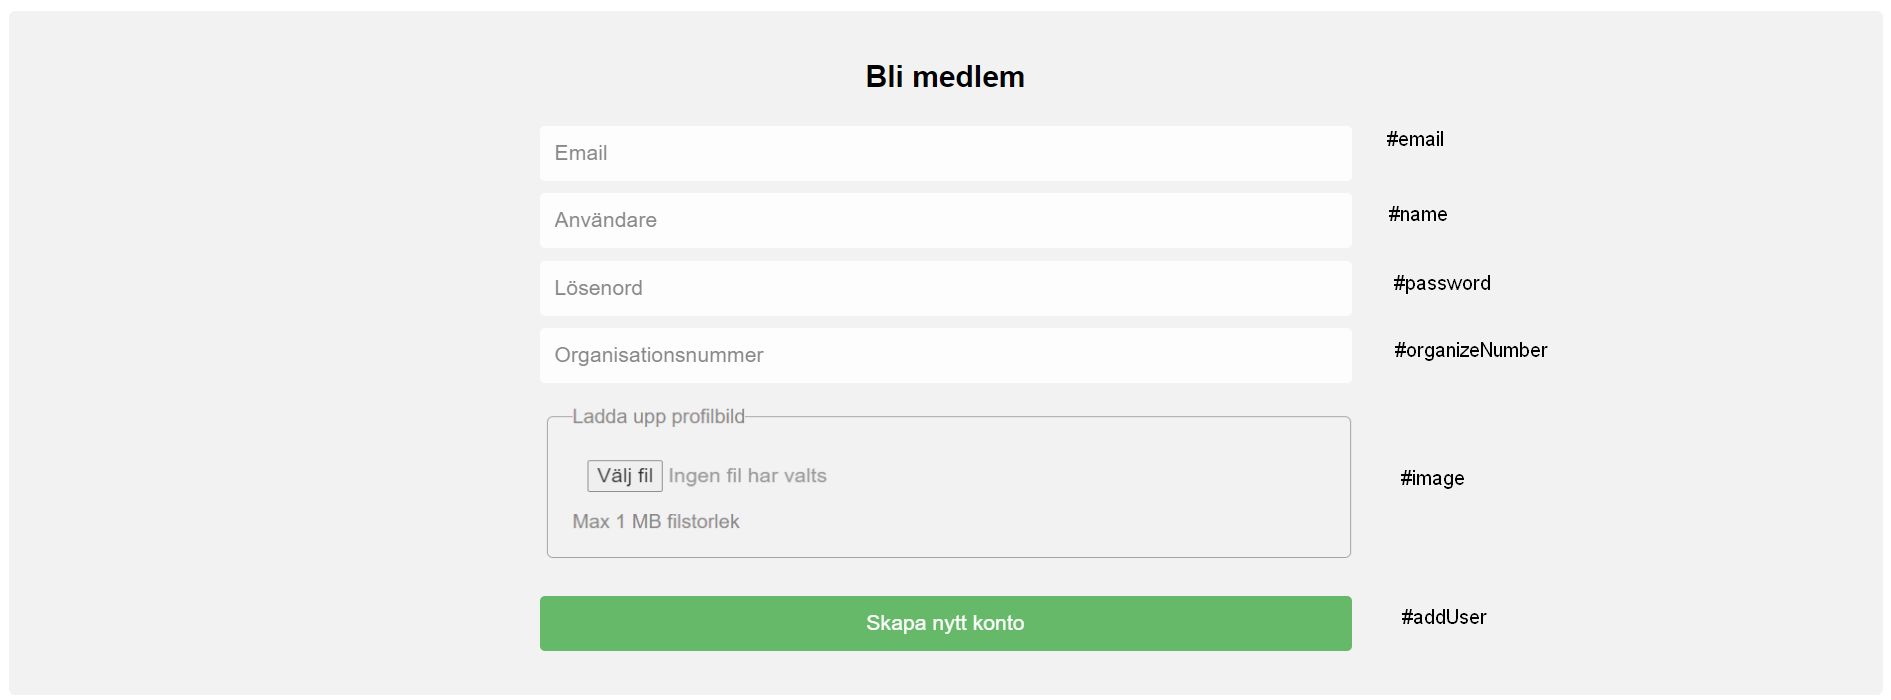 Bli medlem
Email #email
Användare #name
Lösenord #password
Organisationsnummer #organizeNumber
Ladda upp profilbild
Välj fil Ingen fil har valts #image
Max 1 MB filstorlek
Skapa nytt konto #addUser